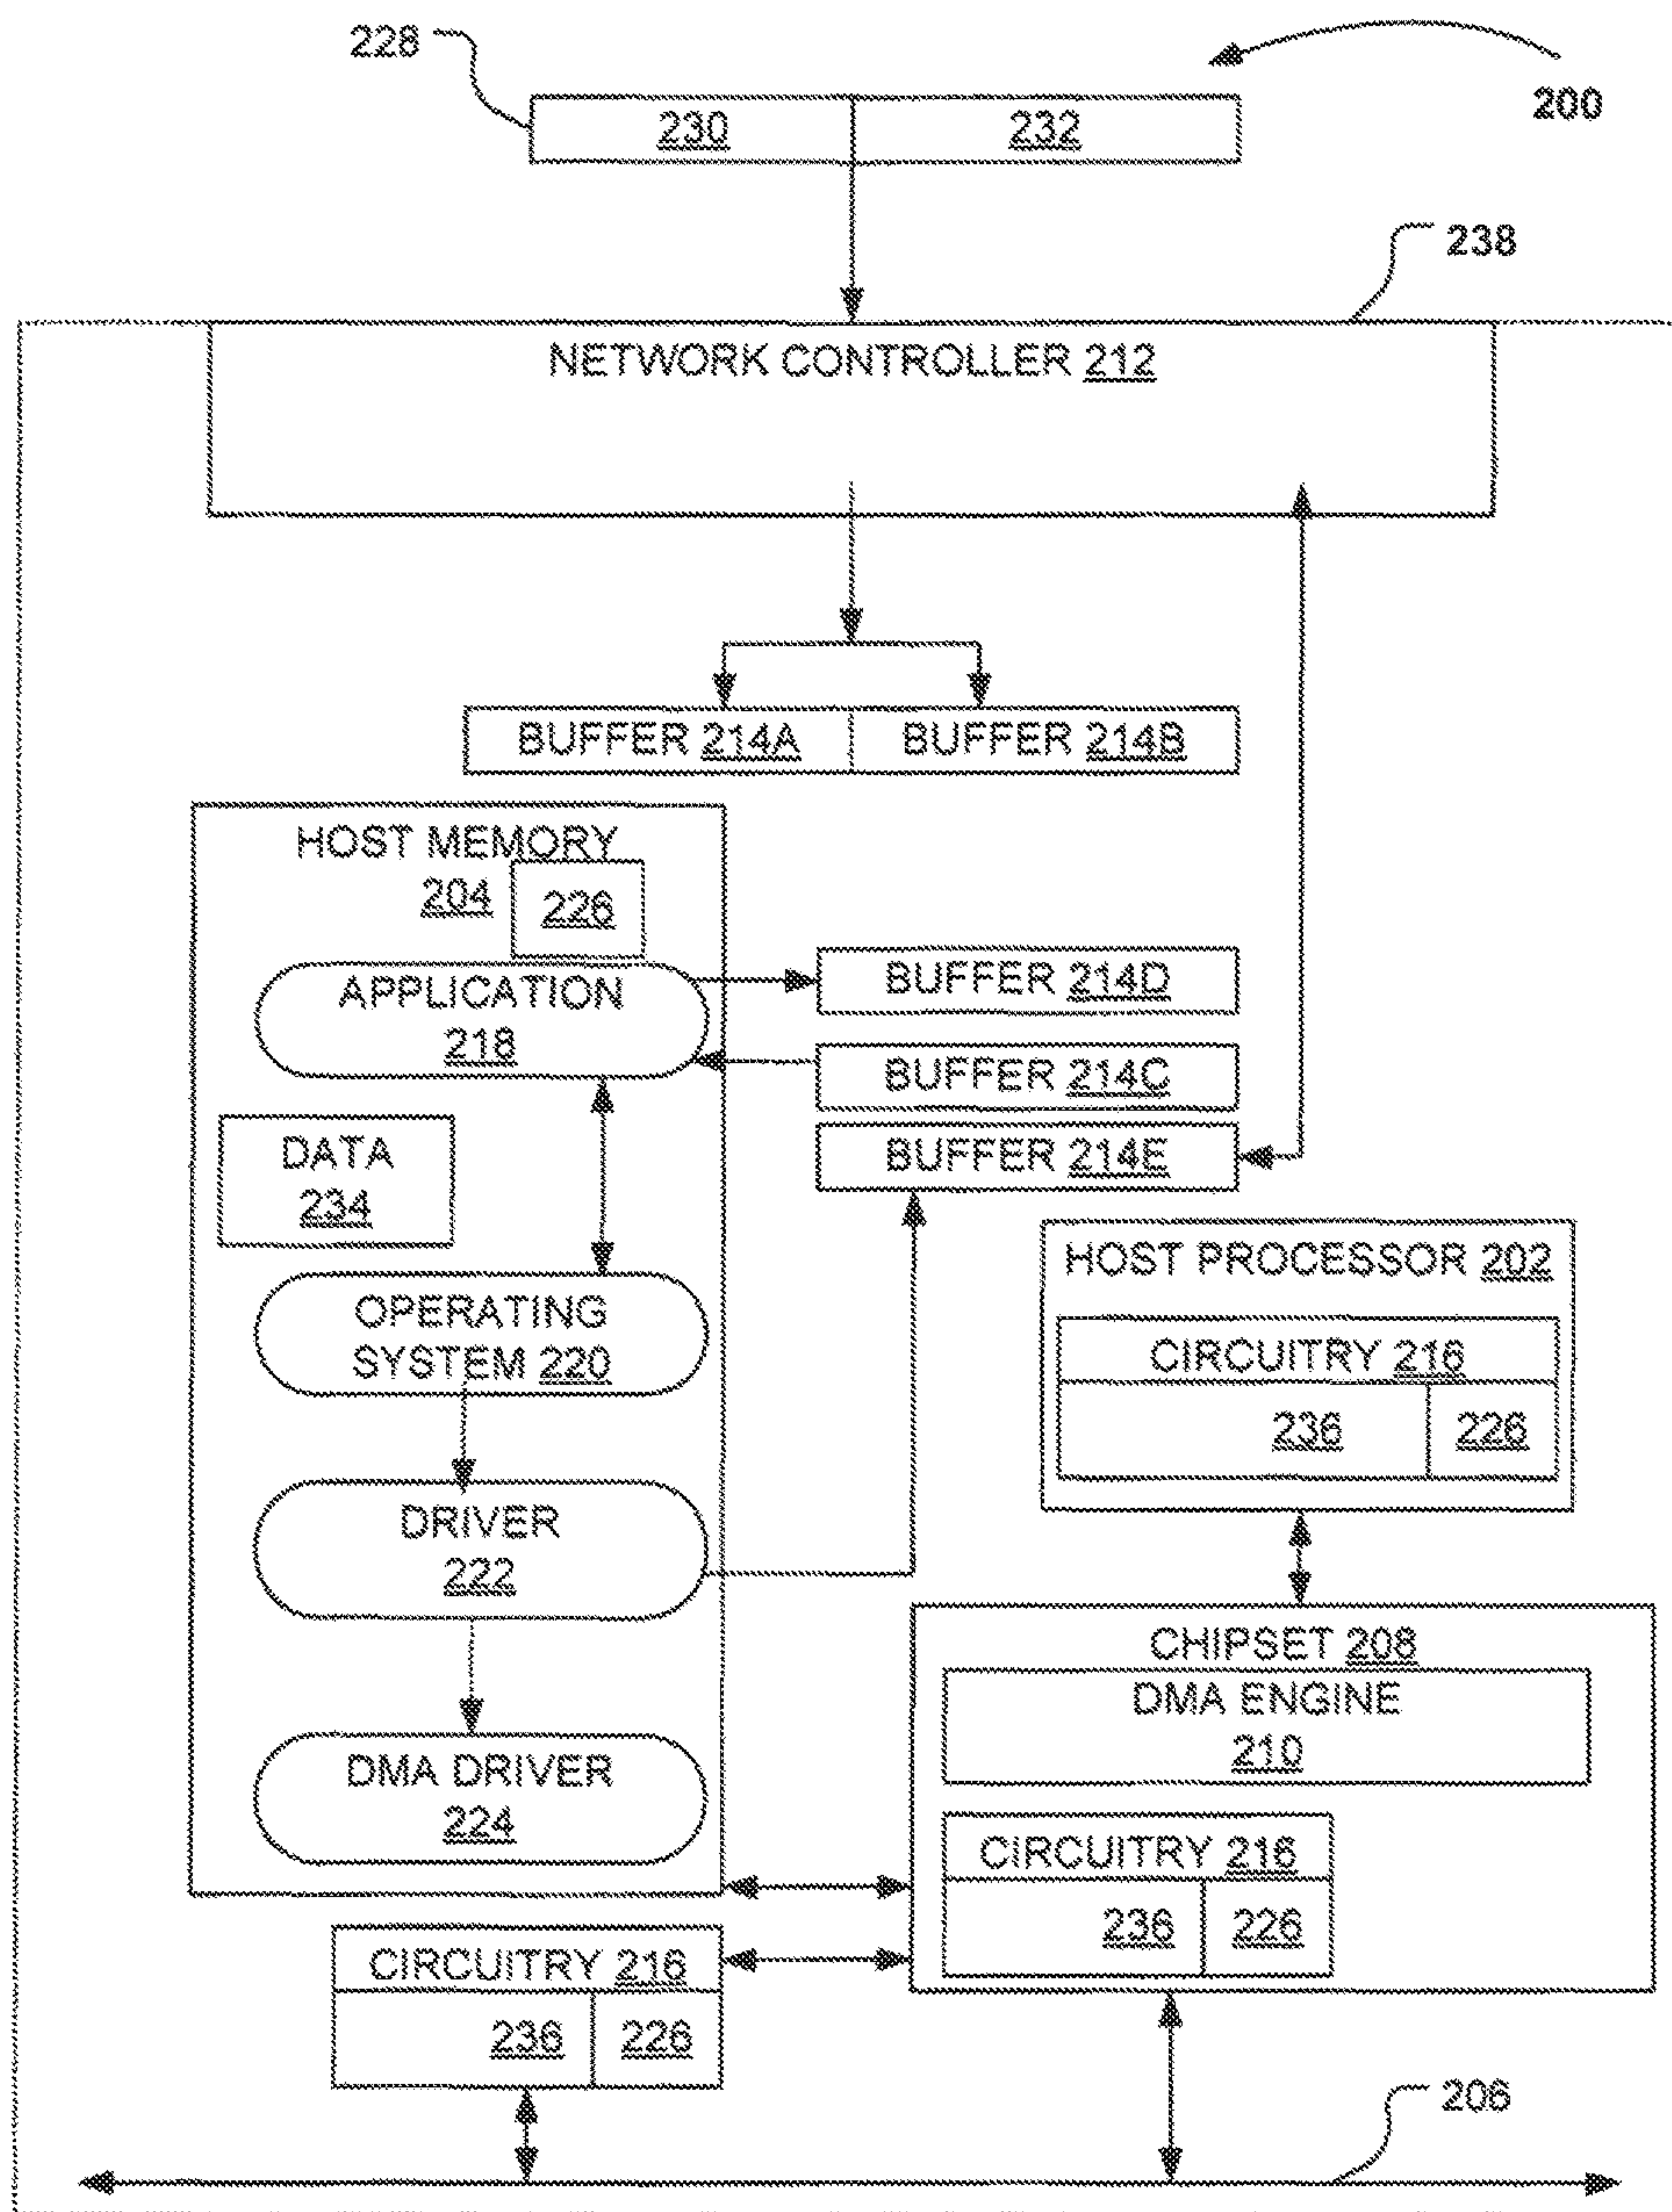 228
200
230 232
238
NETWORK CONTROLLER 212
BUFFER 214A BUFFER 214B
HOST MEMORY
204 226
APPLICATION
218
BUFFER 214D
BUFFER 214C
BUFFER 214E
DATA
234
OPERATING
SYSTEM 220
DRIVER
222
DMA DRIVER
224
HOST PROCESSOR 202
CIRCUITRY 216
236 226
CHIPSET 208
DMA ENGINE
210
CIRCUITRY 216
236 226
CIRCUITRY 216
236 226
206